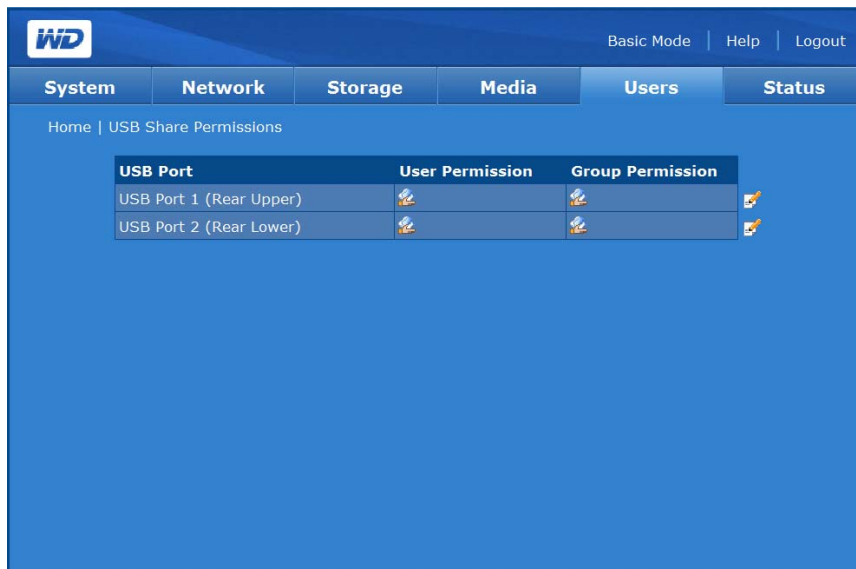 WD
Basic Mode | Help | Logout
System Network Storage Media Users Status
Home | USB Share Permissions
USB Port User Permission Group Permission
USB Port 1 (Rear Upper)
USB Port 2 (Rear Lower)